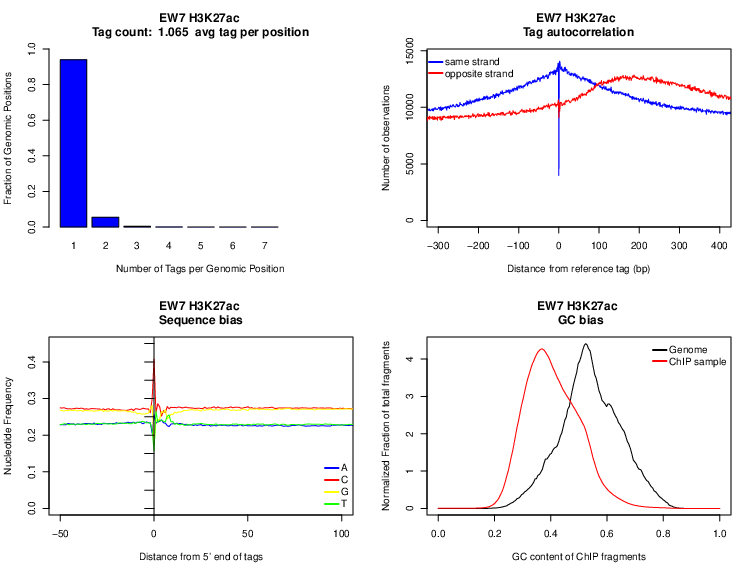 EW7 H3K27ac
Tag count:  1.065  avg tag per position
Fraction of Genomic Positions
0.0 0.2 0.4 0.6 0.8 1.0
1 2 3 4 5 6 7
Number of Tags per Genomic Position
EW7 H3K27ac
Tag autocorrelation
same strand
opposite strand
Number of observations
0 5000 10000 15000
−300 −200 −100 0 100 200 300 400
Distance from reference tag (bp)
EW7 H3K27ac
Sequence bias
Nucleotide Frequency
0.0 0.1 0.2 0.3 0.4
A
C
G
T
−50 0 50 100
Distance from 5' end of tags
EW7 H3K27ac
GC bias
Genome
ChIP sample
Normalized Fraction of total fragments
0 1 2 3 4
0.0 0.2 0.4 0.6 0.8 1.0
GC content of ChIP fragments